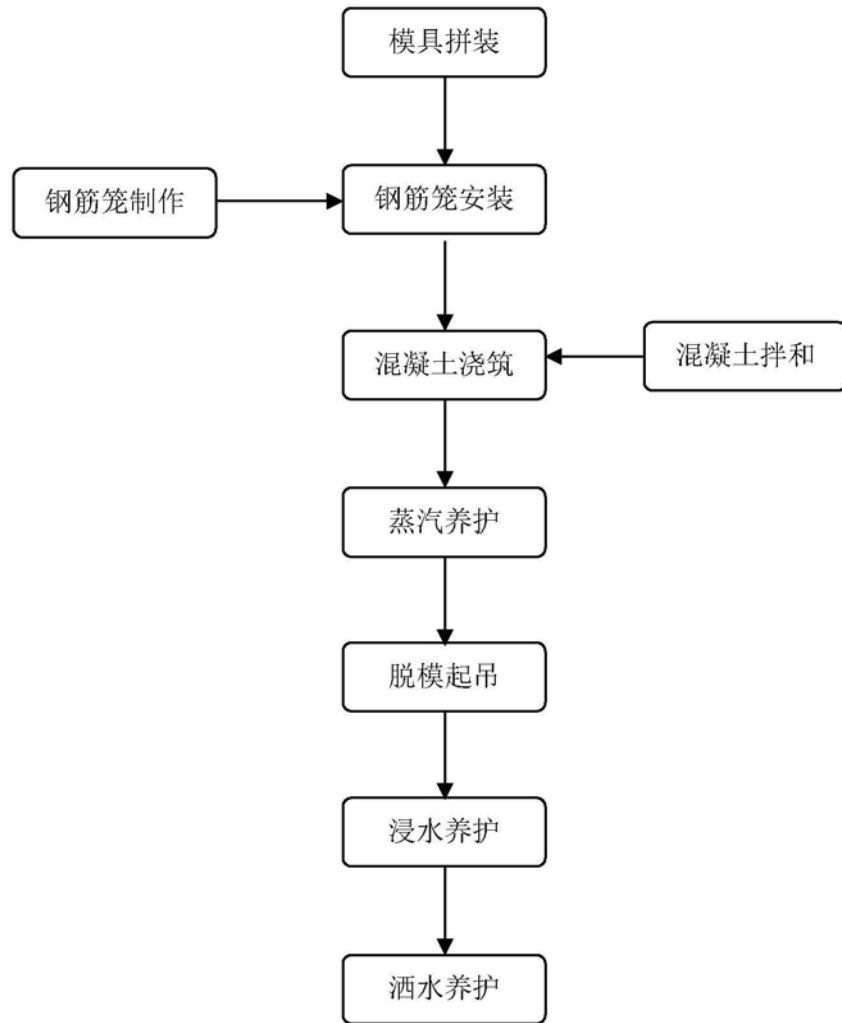 模具拼装
钢筋笼制作
钢筋笼安装
混凝土浇筑
混凝土拌和
蒸汽养护
脱模起吊
浸水养护
洒水养护